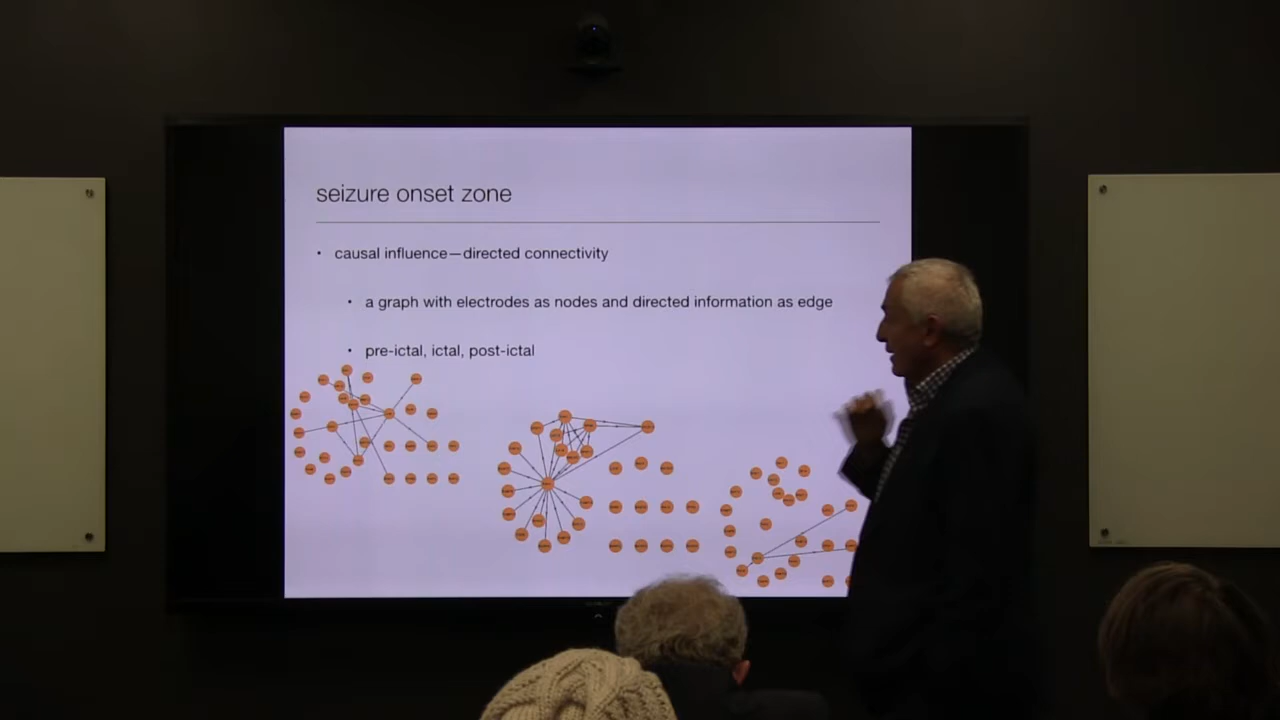 seizure onset zone
• causal influence—directed connectivity
• a graph with electrodes as nodes and directed information as edge
• pre-ictal, ictal, post-ictal